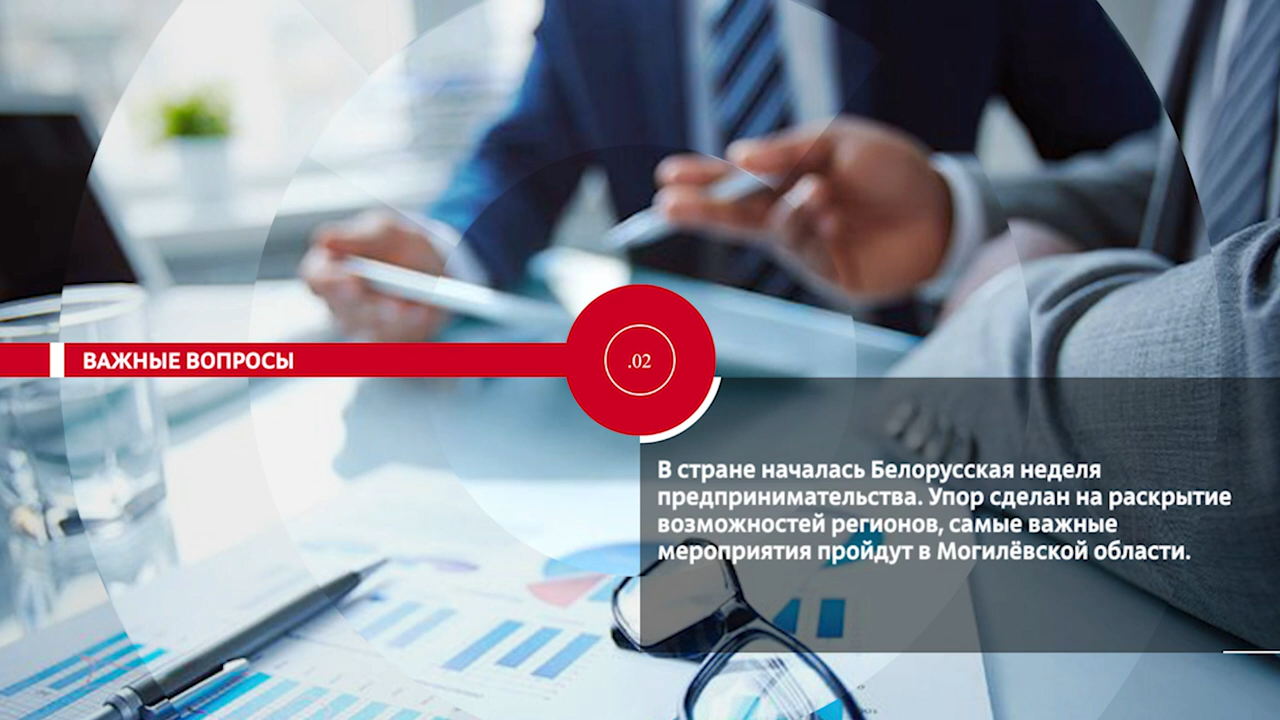 ВАЖНЫЕ ВОПРОСЫ
.02
В стране началась Белорусская неделя
предпринимательства. Упор сделан на раскрытие
возможностей регионов, самые важные
мероприятия пройдут в Могилёвской области.